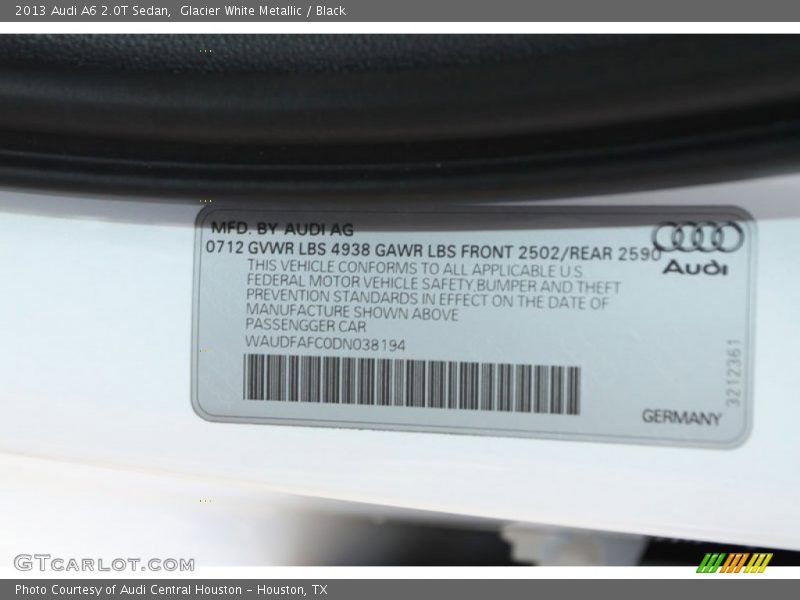 2013 Audi A6 2.0T Sedan,  Glacier White Metallic / Black
MFD. BY AUDI AG
0712 GVWR LBS 4938 GAWR LBS FRONT 2502/REAR 2590
THIS VEHICLE CONFORMS TO ALL APPLICABLE U.S.
FEDERAL MOTOR VEHICLE SAFETY,BUMPER AND THEFT
PREVENTION STANDARDS IN EFFECT ON THE DATE OF
MANUFACTURE SHOWN ABOVE
PASSENGGER CAR
WAUDFAFC0DN038194
Audi
3212361
GERMANY
GTCARLOT.COM
Photo Courtesy of Audi Central Houston - Houston, TX